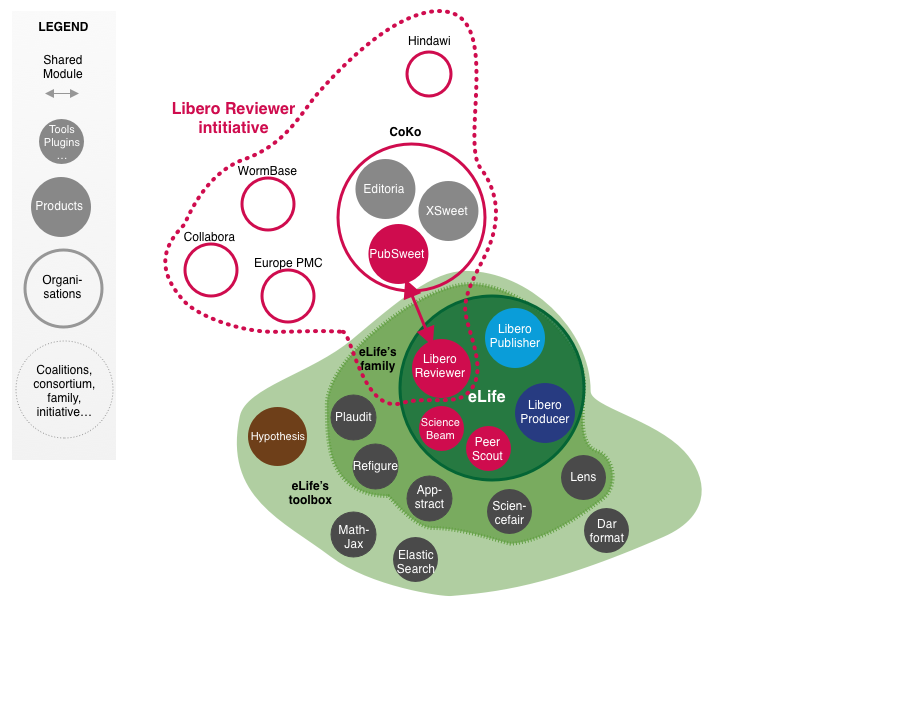 LEGEND
Shared
Module
Tools
Plugins
...
Products
Organi-
sations
Coalitions,
consortium,
family,
initiative...
Libero Reviewer
intitiative
Hindawi
CoKo
WormBase
Editoria
XSweet
Collabora
PubSweet
Europe PMC
Libero
Publisher
eLife's
family
Libero
Reviewer
eLife
Libero
Producer
Plaudit
Science
Beam
Hypothesis
Peer
Scout
Refigure
Lens
eLife's
toolbox
App-
stract
Scien-
cefair
Math-
Jax
Dar
format
Elastic
Search